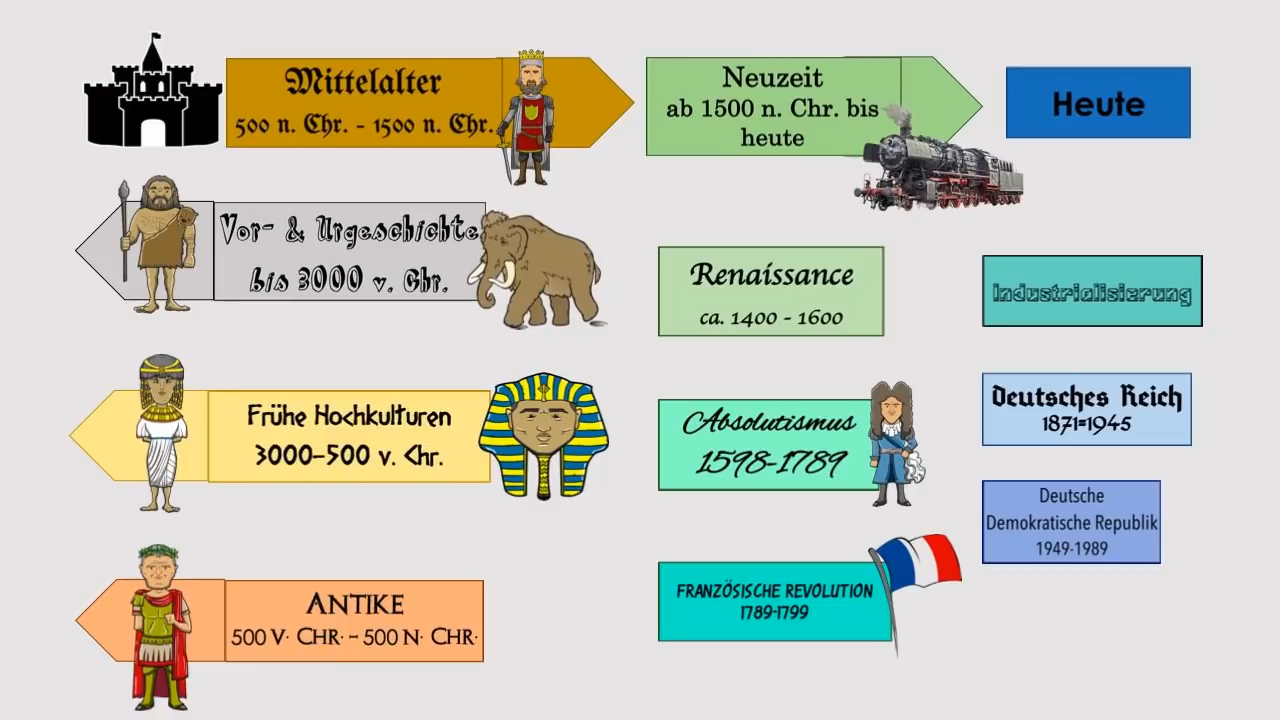 Mittelalter
500 n. Chr. - 1500 n. Chr.
Neuzeit
ab 1500 n. Chr. bis
heute
Heute
Vor- & Urgeschichte
bis 3000 v. Chr.
Renaissance
ca. 1400 - 1600
Industrialisierung
Frühe Hochkulturen
3000-500 v. Chr.
Absolutismus
1598-1789
Deutsches Reich
1871=1945
Deutsche
Demokratische Republik
1949-1989
FRANZÖSISCHE REVOLUTION
1789-1799
ANTIKE
500 V. CHR. - 500 N. CHR.